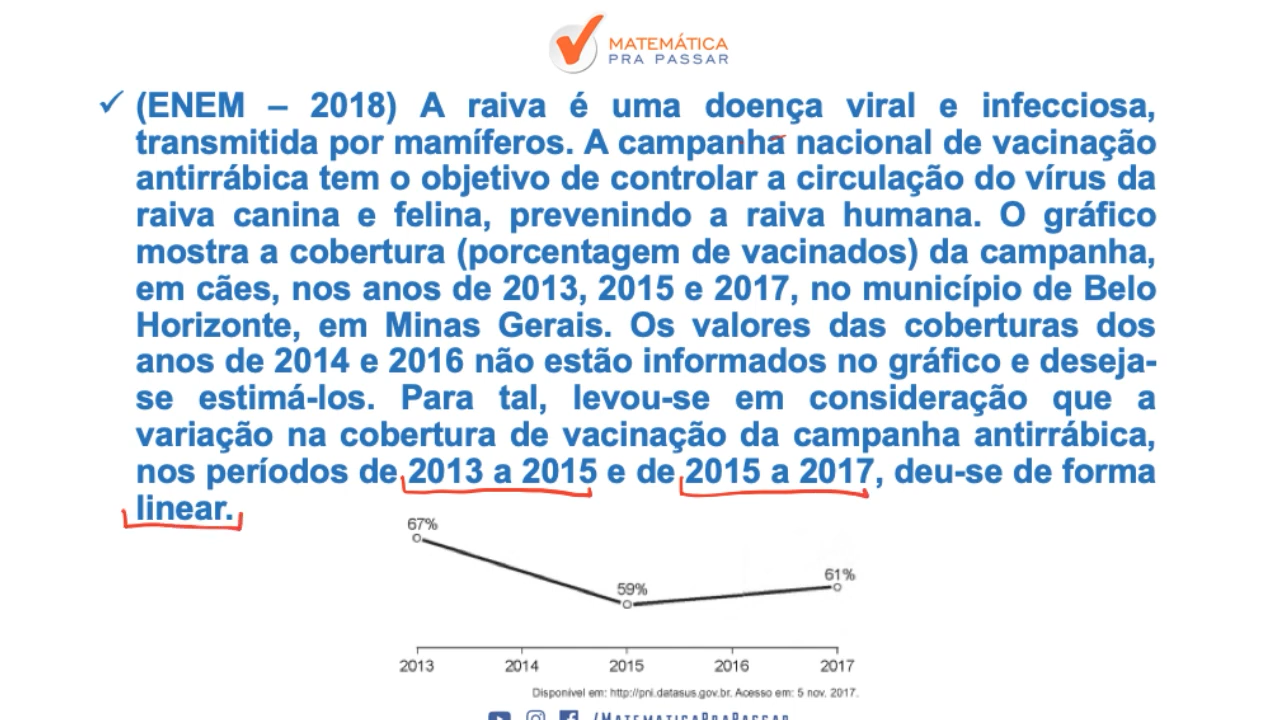 MATEMÁTICA
PRA PASSAR
✓ (ENEM – 2018) A raiva é uma doença viral e infecciosa,
transmitida por mamíferos. A campanha nacional de vacinação
antirrábica tem o objetivo de controlar a circulação do vírus da
raiva canina e felina, prevenindo a raiva humana. O gráfico
mostra a cobertura (porcentagem de vacinados) da campanha,
em cães, nos anos de 2013, 2015 e 2017, no município de Belo
Horizonte, em Minas Gerais. Os valores das coberturas dos
anos de 2014 e 2016 não estão informados no gráfico e deseja-
se estimá-los. Para tal, levou-se em consideração que a
variação na cobertura de vacinação da campanha antirrábica,
nos períodos de 2013 a 2015 e de 2015 a 2017, deu-se de forma
linear.
67%
59%
61%
2013 2014 2015 2016 2017
Disponível em: http://pni.datasus.gov.br. Acesso em: 5 nov. 2017.
/MATEMATICAPRAPASSAR